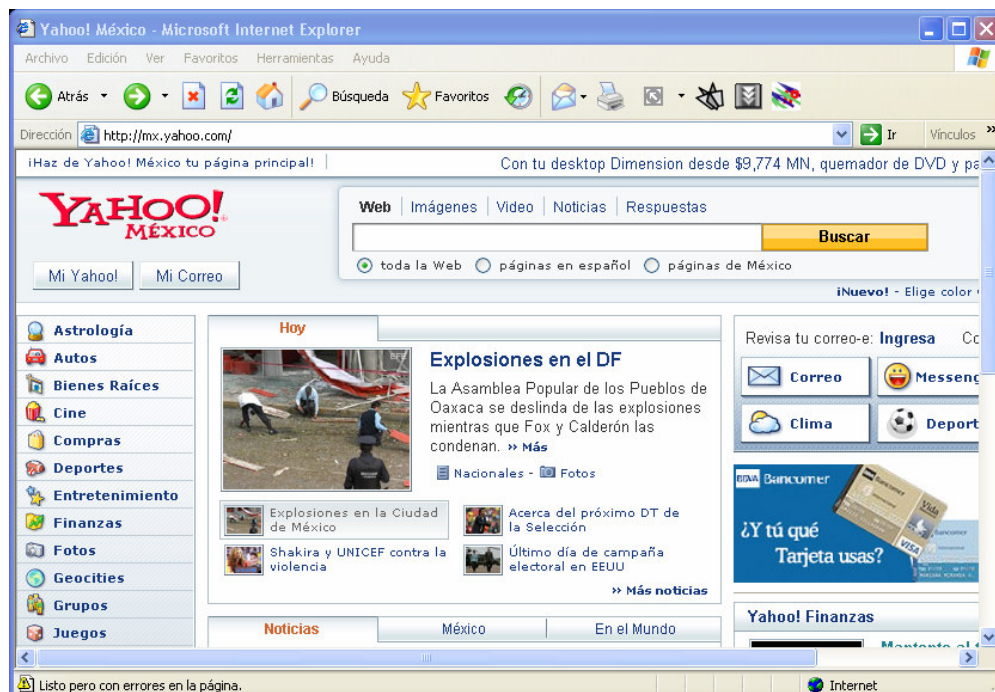 Yahoo! México - Microsoft Internet Explorer
Archivo Edición Ver Favoritos Herramientas Ayuda
Atrás Búsqueda Favoritos
Dirección http://mx.yahoo.com/ Ir Vínculos »
¡Haz de Yahoo! México tu página principal!
Con tu desktop Dimension desde $9,774 MN, quemador de DVD y pa
YAHOO!
MÉXICO
Mi Yahoo! Mi Correo
Web Imágenes Video Noticias Respuestas
Buscar
toda la Web páginas en español páginas de México
¡Nuevo! - Elige color
Astrología
Autos
Bienes Raíces
Cine
Compras
Deportes
Entretenimiento
Finanzas
Fotos
Geocities
Grupos
Juegos
Hoy
EFE
Explosiones en el DF
La Asamblea Popular de los Pueblos de
Oaxaca se deslinda de las explosiones
mientras que Fox y Calderón las
condenan. » Más
Nacionales - Fotos
Explosiones en la Ciudad
de México
Acerca del próximo DT de
la Selección
Shakira y UNICEF contra la
violencia
Último día de campaña
electoral en EEUU
» Más noticias
Noticias México En el Mundo
Revisa tu correo-e: Ingresa Co
Correo Messeng
Clima Deport
BBVA Bancomer
¿Y tú qué
Tarjeta usas?
Vida
Bancomer
VISA
Yahoo! Finanzas
Listo pero con errores en la página.
Internet